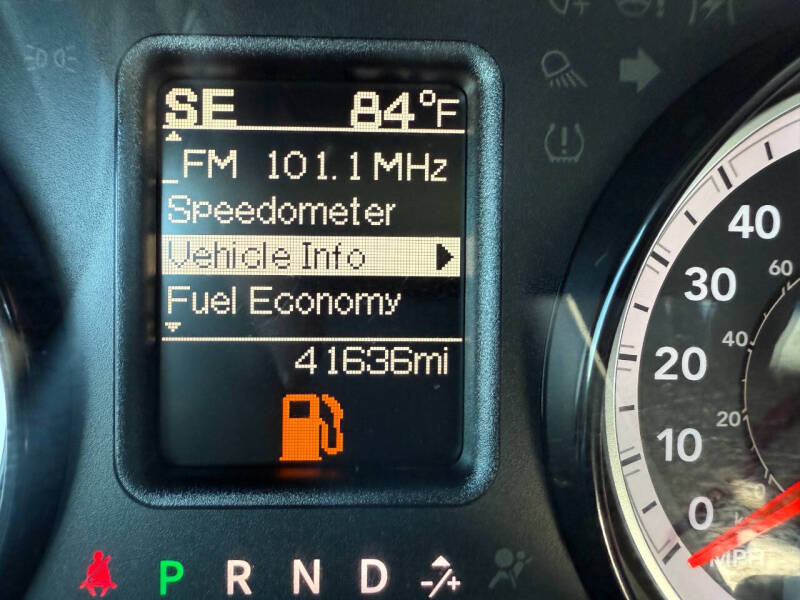 SE 84°F
FM 101.1 MHz
Speedometer
Vehicle Info
Fuel Economy
41636mi
P R N D -/+
40
30
20
10
0
60
40
20
0
MPH